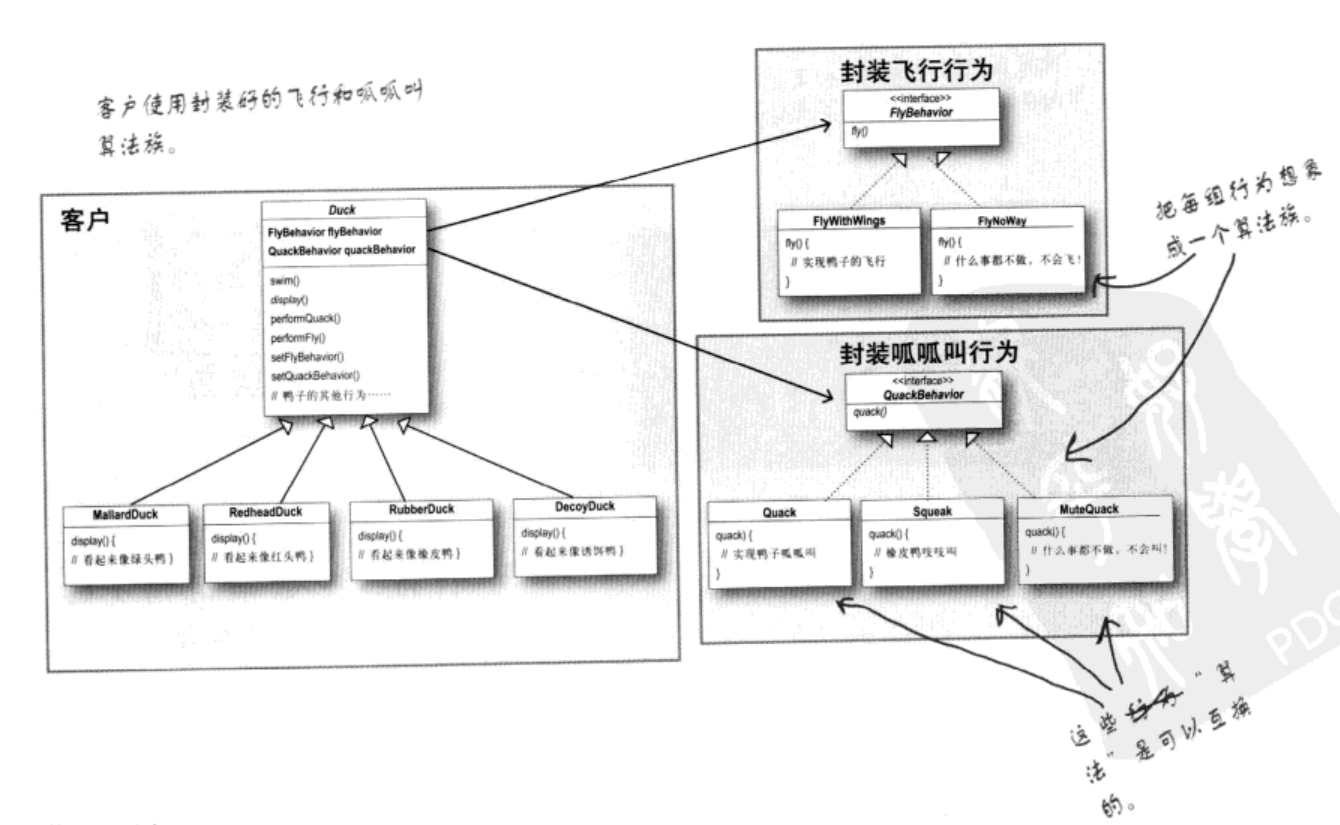 客户使用封装好的飞行和呱呱叫
算法族。
客户
Duck
FlyBehavior flyBehavior
QuackBehavior quackBehavior
swim()
display()
performQuack()
performFly()
setFlyBehavior()
setQuackBehavior()
// 鸭子的其他行为……
MallardDuck
display() {
// 看起来像绿头鸭 }
RedheadDuck
display() {
// 看起来像红头鸭 }
RubberDuck
display() {
// 看起来像橡皮鸭 }
DecoyDuck
display() {
// 看起来像诱饵鸭 }
封装飞行行为
<<interface>>
FlyBehavior
fly()
FlyWithWings
fly() {
// 实现鸭子的飞行
}
FlyNoWay
fly() {
// 什么事都不做，不会飞！
}
把每组行为想象
成一个算法族。
封装呱呱叫行为
<<interface>>
QuackBehavior
quack()
Quack
quack) {
// 实现鸭子呱呱叫
}
Squeak
quack() {
// 橡皮鸭吱吱叫
}
MuteQuack
quack() {
// 什么事都不做，不会叫！
}
这些行为“算
法”是可以互换
的。
PDG